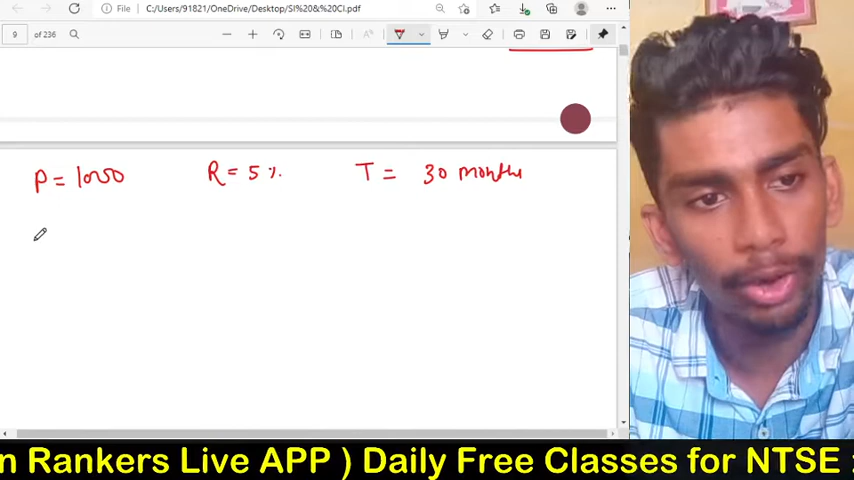 File
C:/Users/91821/OneDrive/Desktop/SI%20&%20CI.pdf
9 of 236
P = 1000 R = 5 % T = 30 months
n Rankers Live APP ) Daily Free Classes for NTSE :